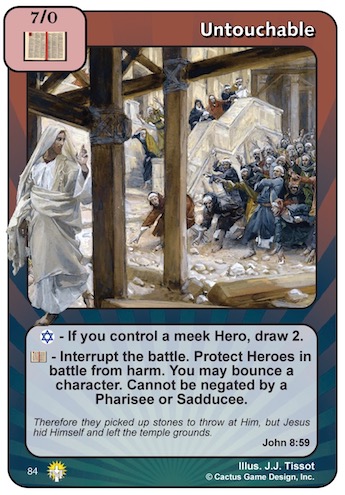 7/0
Untouchable
- If you control a meek Hero, draw 2.
- Interrupt the battle. Protect Heroes in
battle from harm. You may bounce a
character. Cannot be negated by a
Pharisee or Sadducee.
Therefore they picked up stones to throw at Him, but Jesus
hid Himself and left the temple grounds.
John 8:59
84
Illus. J.J. Tissot
© Cactus Game Design, Inc.